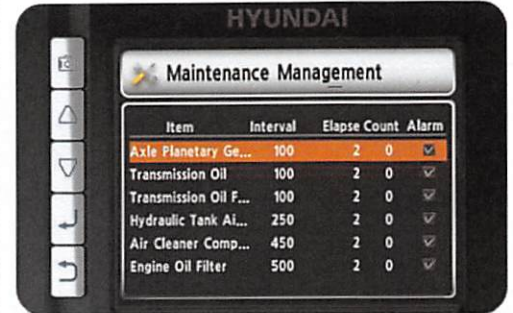 HYUNDAI
Maintenance Management
Item Interval Elapse Count Alarm
Axle Planetary Ge... 100 2 0
Transmission Oil 100 2 0
Transmission Oil F... 100 2 0
Hydraulic Tank Ai... 250 2 0
Air Cleaner Comp... 450 2 0
Engine Oil Filter 500 2 0